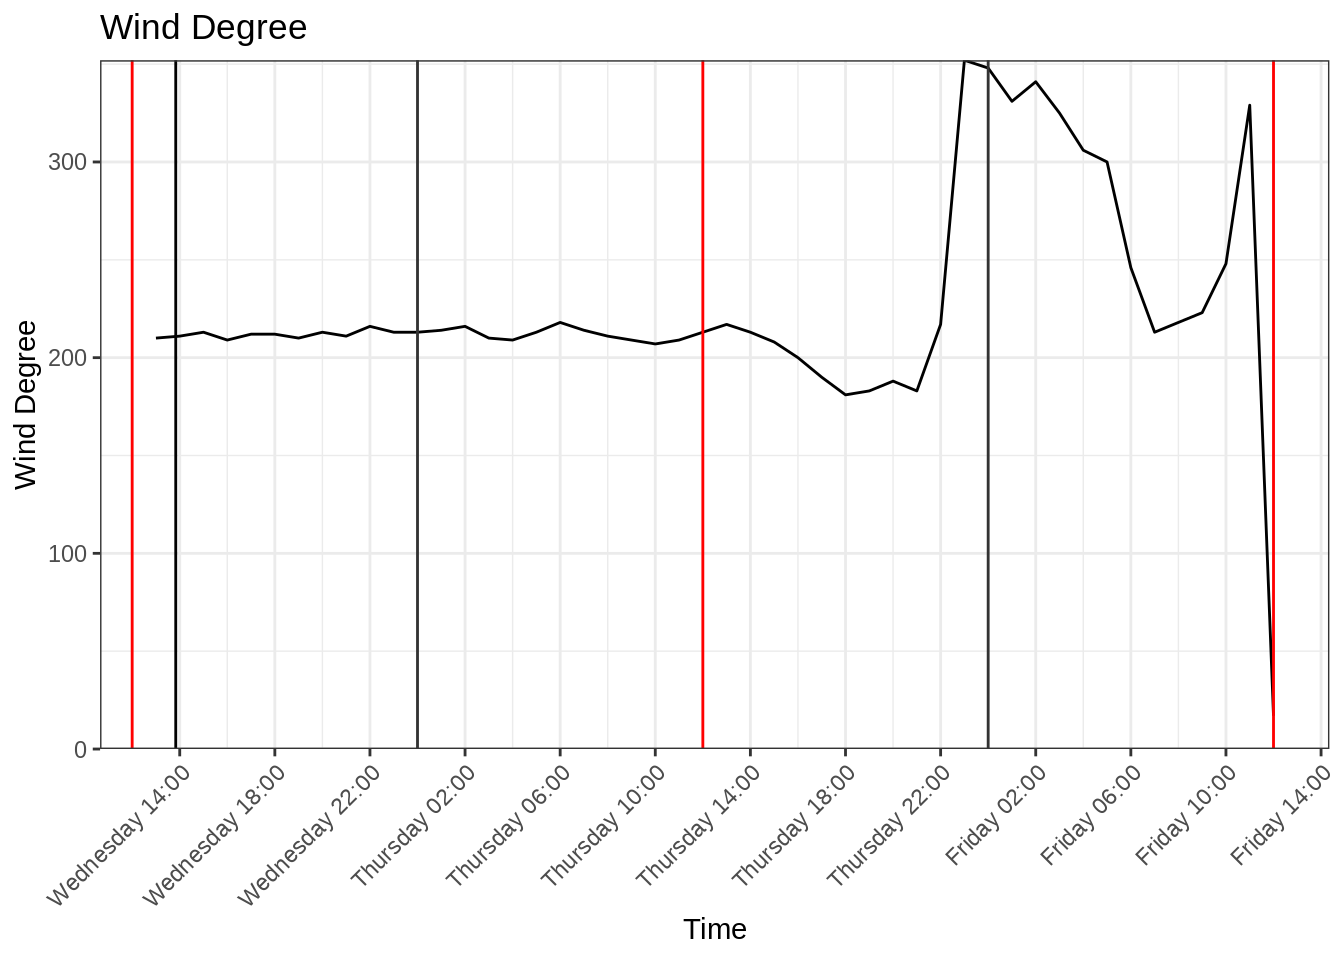 Wind Degree
Wind Degree
300
200
100
0
Wednesday 14:00
Wednesday 18:00
Wednesday 22:00
Thursday 02:00
Thursday 06:00
Thursday 10:00
Thursday 14:00
Thursday 18:00
Thursday 22:00
Friday 02:00
Friday 06:00
Friday 10:00
Friday 14:00
Time